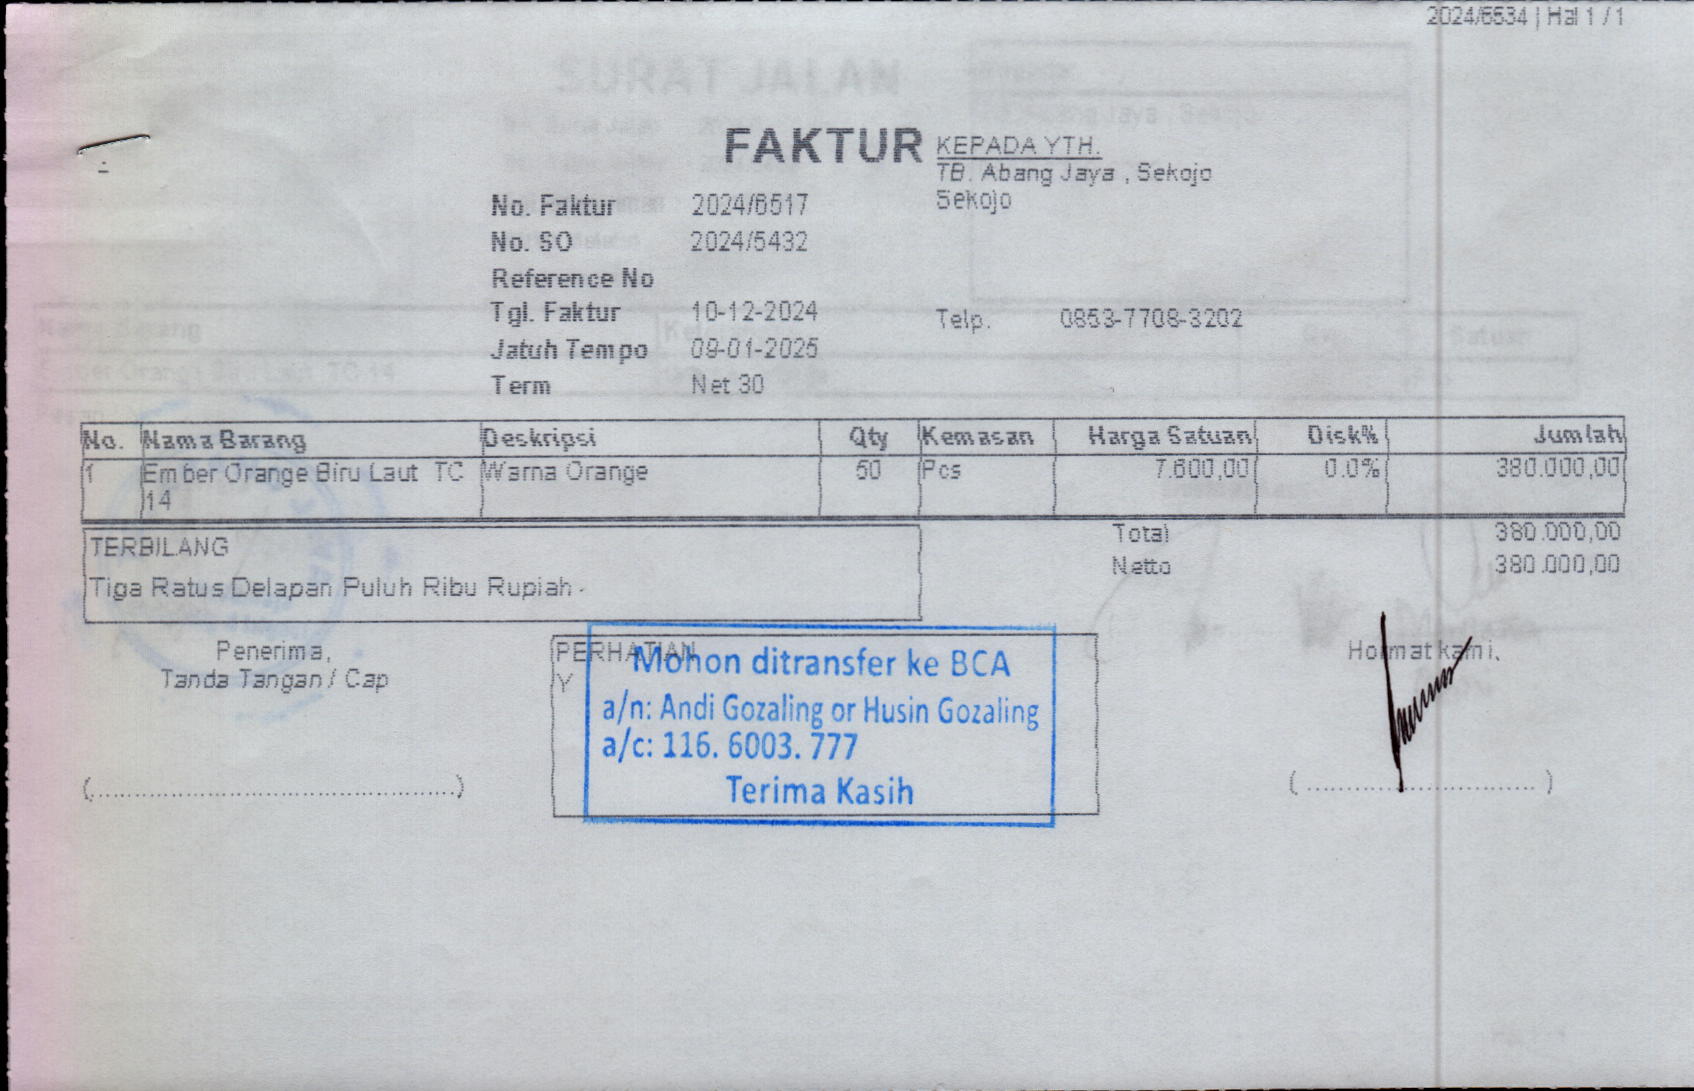 2024/6534 | Hal 1 / 1
FAKTUR
KEPADA YTH.
TB. Abang Jaya , Sekojo
Sekojo
No. Faktur 2024/6517
No. SO 2024/5432
Reference No
Tgl. Faktur 10-12-2024
Telp. 0853-7708-3202
Jatuh Tempo 09-01-2025
Term Net 30
No. Nama Barang Deskripsi Qty Kemasan Harga Satuan Disk% Jumlah
1 Ember Orange Biru Laut TC Warna Orange 50 Pcs 7.600,00 0.0% 380.000,00
14
Total 380.000,00
TERBILANG
Netto 380.000,00
Tiga Ratus Delapan Puluh Ribu Rupiah -
Penerima,
Tanda Tangan / Cap
PERHATIAN
Y
Mohon ditransfer ke BCA
a/n: Andi Gozaling or Husin Gozaling
a/c: 116. 6003. 777
Terima Kasih
Hormat kami,